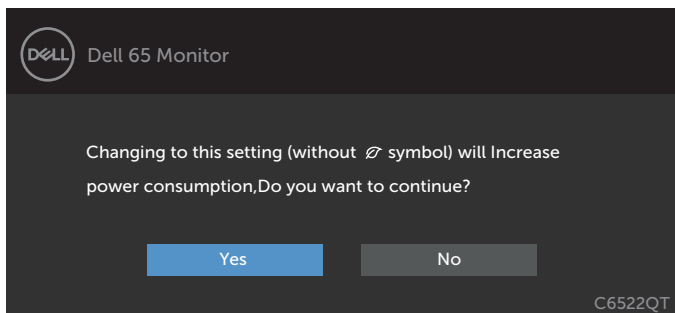 DELL
Dell 65 Monitor
Changing to this setting (without symbol) will Increase
power consumption,Do you want to continue?
Yes
No
C6522QT